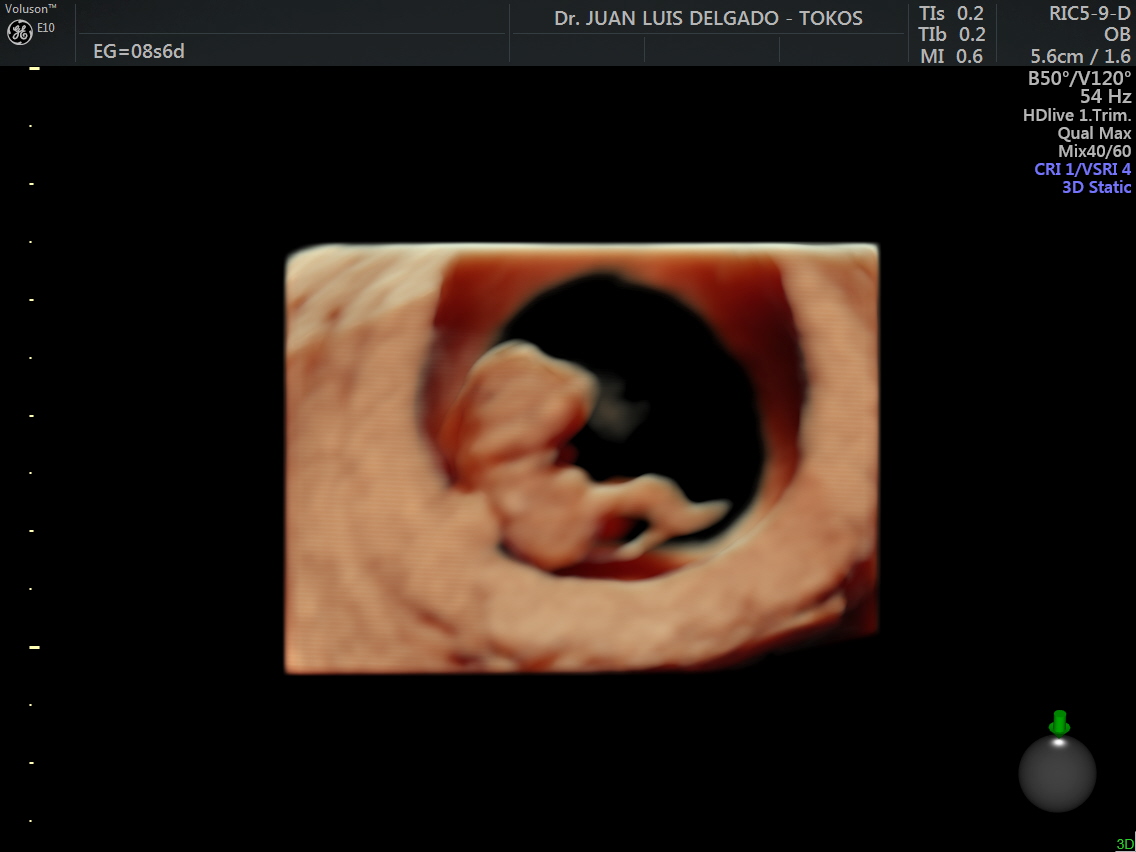 Voluson™
E10
EG=08s6d
Dr. JUAN LUIS DELGADO - TOKOS
TIs 0.2
TIb 0.2
MI 0.6
RIC5-9-D
OB
5.6cm / 1.6
B50°/V120°
54 Hz
HDlive 1.Trim.
Qual Max
Mix40/60
CRI 1/VSRI 4
3D Static
3D